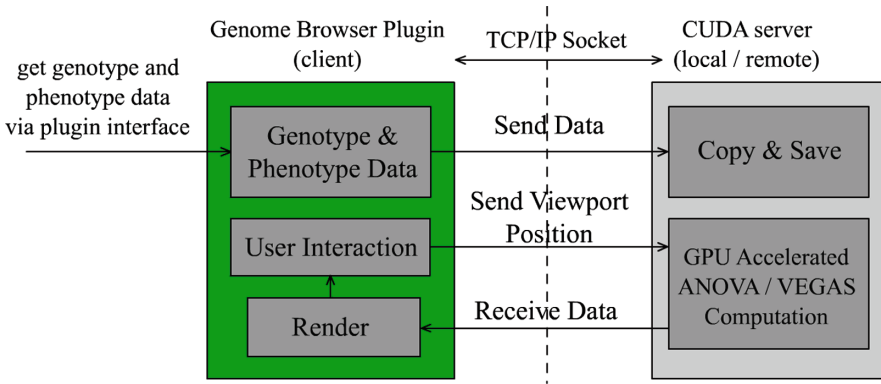 Genome Browser Plugin
(client)
TCP/IP Socket
CUDA server
(local / remote)
get genotype and
phenotype data
via plugin interface
Genotype &
Phenotype Data
Send Data
Copy & Save
Send Viewport
Position
User Interaction
GPU Accelerated
ANOVA / VEGAS
Computation
Receive Data
Render